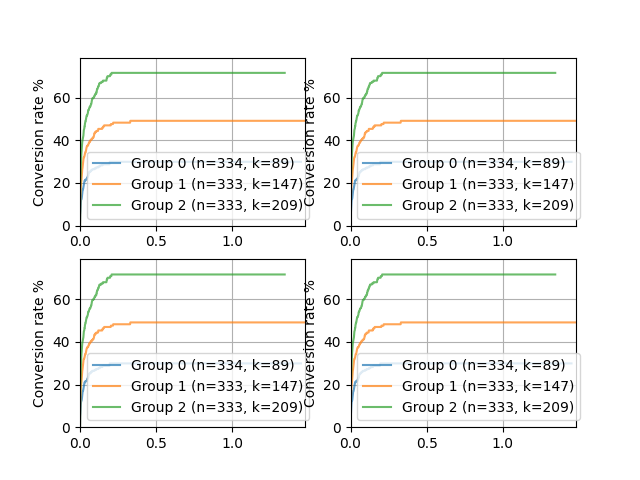 Conversion rate %
60
40
20
0
Group 0 (n=334, k=89)
Group 1 (n=333, k=147)
Group 2 (n=333, k=209)
0.0 0.5 1.0
Conversion rate %
60
40
20
0
Group 0 (n=334, k=89)
Group 1 (n=333, k=147)
Group 2 (n=333, k=209)
0.0 0.5 1.0
Conversion rate %
60
40
20
0
Group 0 (n=334, k=89)
Group 1 (n=333, k=147)
Group 2 (n=333, k=209)
0.0 0.5 1.0
Conversion rate %
60
40
20
0
Group 0 (n=334, k=89)
Group 1 (n=333, k=147)
Group 2 (n=333, k=209)
0.0 0.5 1.0